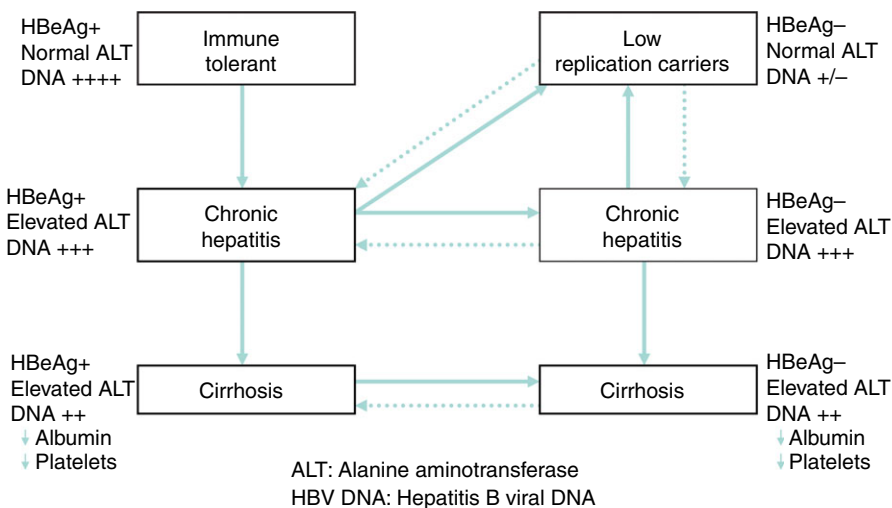 HBeAg+
Normal ALT
DNA ++++
Immune
tolerant
Low
replication carriers
HBeAg–
Normal ALT
DNA +/–
HBeAg+
Elevated ALT
DNA +++
Chronic
hepatitis
Chronic
hepatitis
HBeAg–
Elevated ALT
DNA +++
HBeAg+
Elevated ALT
DNA ++
↓ Albumin
↓ Platelets
Cirrhosis
Cirrhosis
HBeAg–
Elevated ALT
DNA ++
↓ Albumin
↓ Platelets
ALT: Alanine aminotransferase
HBV DNA: Hepatitis B viral DNA